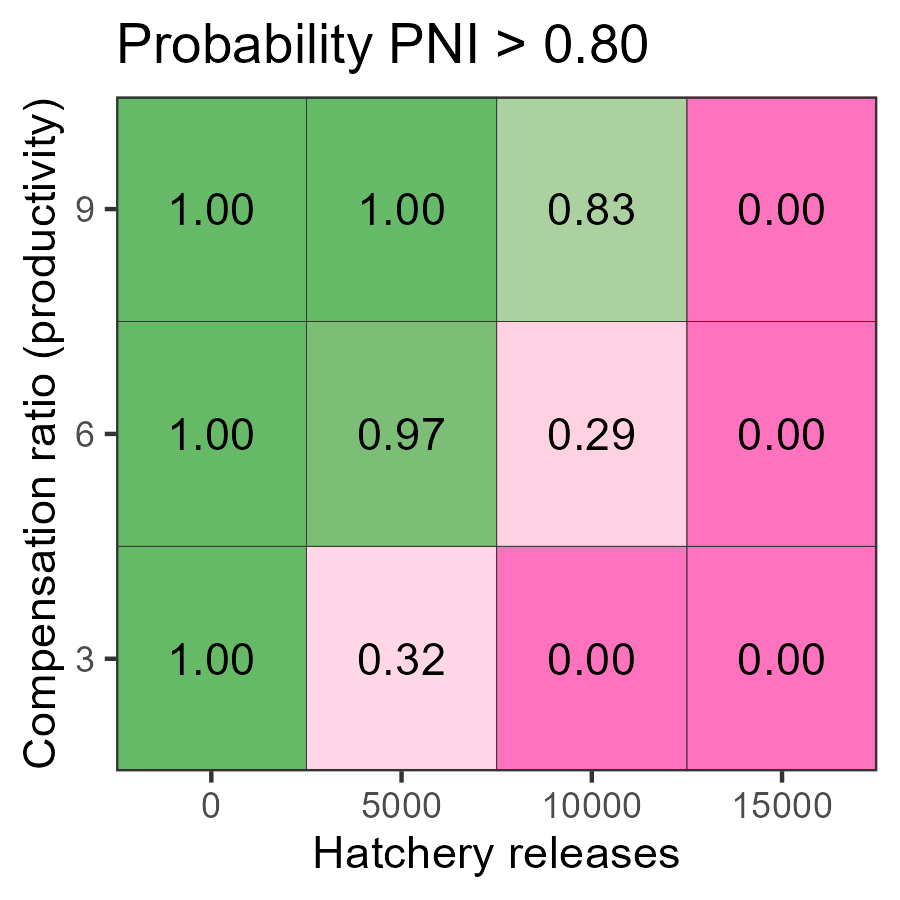 Probability PNI > 0.80
Compensation ratio (productivity)
9 1.00 1.00 0.83 0.00
6 1.00 0.97 0.29 0.00
3 1.00 0.32 0.00 0.00
0 5000 10000 15000
Hatchery releases